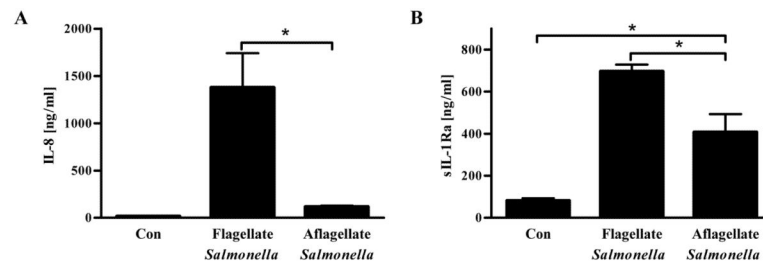 A
IL-8 [ng/ml]
2000
1500
1000
500
0
*
Con
Flagellate
Salmonella
Aflagellate
Salmonella
B
sIL-1Ra [ng/ml]
800
600
400
200
0
*
*
Con
Flagellate
Salmonella
Aflagellate
Salmonella